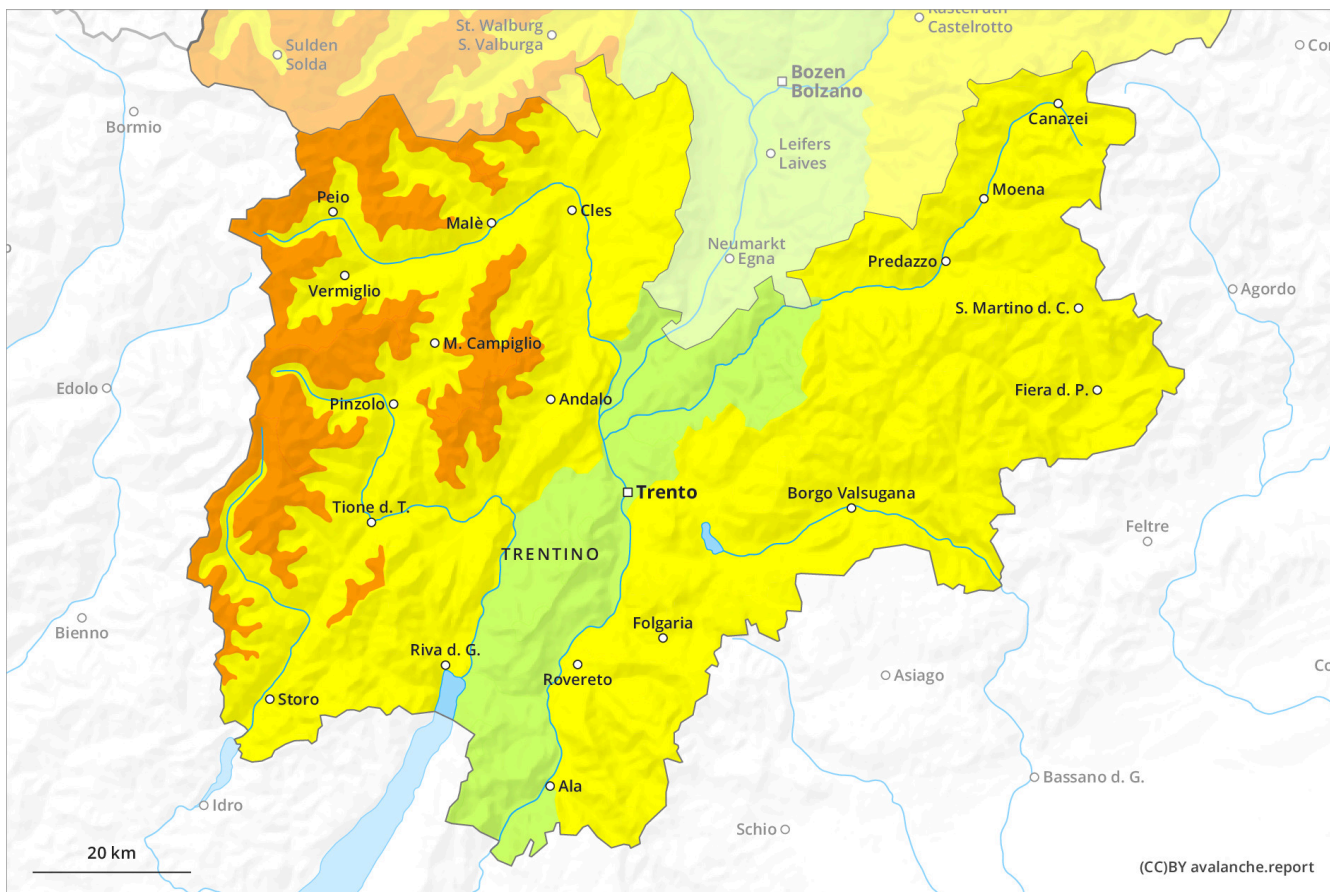 Kastelruth
Castelrotto
St. Walburg
S. Valburga
Sulden
Solda
Bozen
Bolzano
Canazei
Bormio
Leifers
Laives
Moena
Peio
Malè
Cles
Neumarkt
Egna
Predazzo
Vermiglio
Agordo
S. Martino d. C.
M. Campiglio
Edolo
Pinzolo
Andalo
Fiera d. P.
Trento
Borgo Valsugana
Tione d. T.
Feltre
TRENTINO
Bienno
Folgaria
Riva d. G.
Rovereto
Asiago
Storo
Ala
Bassano d. G.
Idro
Schio
20 km
(CC)BY avalanche.report